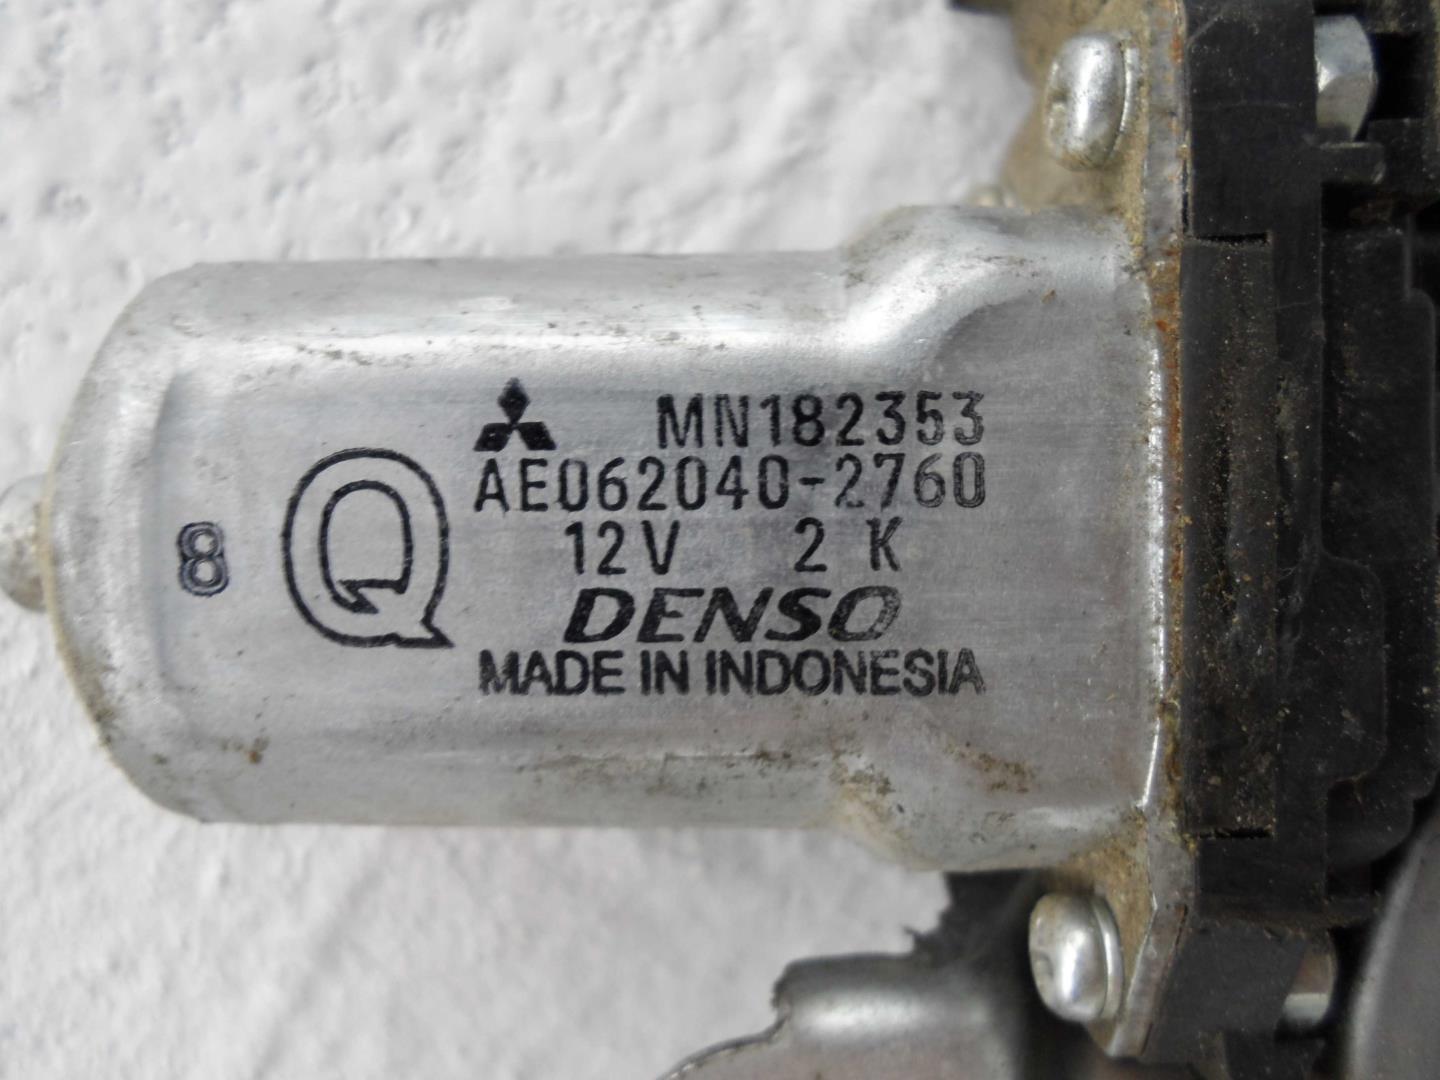 MN182353
AE062040-2760
12V 2 K
DENSO
MADE IN INDONESIA
Q
8